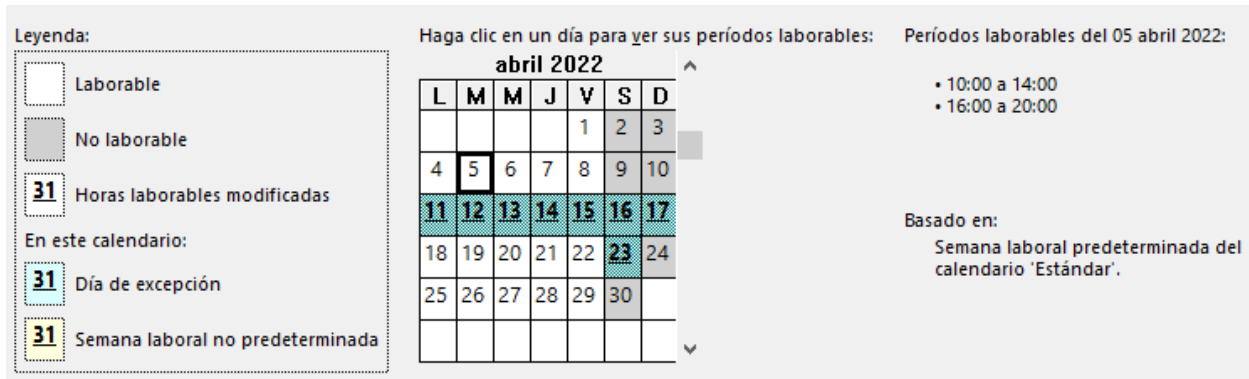 Leyenda:
Laborable
No laborable
31 Horas laborables modificadas
En este calendario:
31 Día de excepción
31 Semana laboral no predeterminada
Haga clic en un día para ver sus períodos laborables:
abril 2022
L M M J V S D
1 2 3
4 5 6 7 8 9 10
11 12 13 14 15 16 17
18 19 20 21 22 23 24
25 26 27 28 29 30
Períodos laborables del 05 abril 2022:
• 10:00 a 14:00
• 16:00 a 20:00
Basado en:
Semana laboral predeterminada del
calendario 'Estándar'.